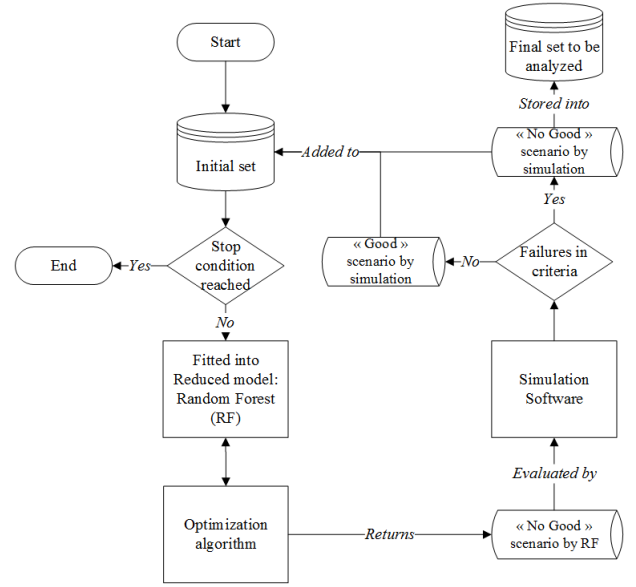 Start
Final set to be
analyzed
Stored into
Initial set
Added to
« No Good »
scenario by
simulation
Yes
« Good »
scenario by
simulation
No
Failures in
criteria
End
Yes
Stop
condition
reached
No
Fitted into
Reduced model:
Random Forest
(RF)
Simulation
Software
Evaluated by
Optimization
algorithm
Returns
« No Good »
scenario by RF